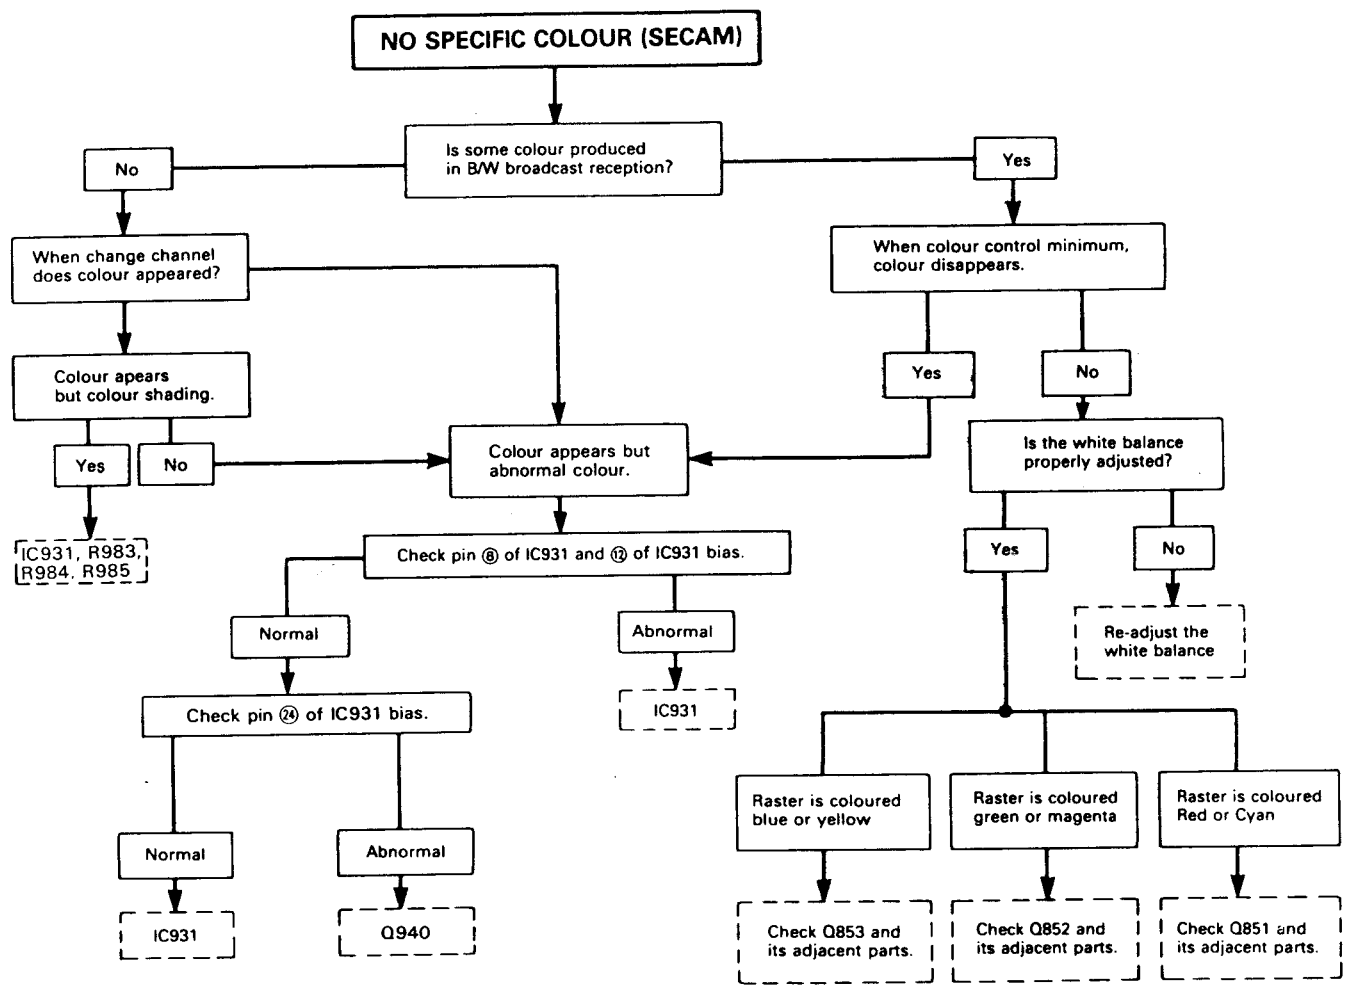 NO SPECIFIC COLOUR (SECAM)
Is some colour produced
in B/W broadcast reception?
No
Yes
When change channel
does colour appeared?
When colour control minimum,
colour disappears.
Colour apears
but colour shading.
Yes
No
Yes
No
Colour appears but
abnormal colour.
Is the white balance
properly adjusted?
IC931, R983,
R984, R985
Check pin ⑧ of IC931 and ⑫ of IC931 bias.
Yes
No
Normal
Abnormal
Re-adjust the
white balance
Check pin ㉔ of IC931 bias.
IC931
Raster is coloured
blue or yellow
Raster is coloured
green or magenta
Raster is coloured
Red or Cyan
Normal
Abnormal
IC931
Q940
Check Q853 and
its adjacent parts.
Check Q852 and
its adjacent parts.
Check Q851 and
its adjacent parts.